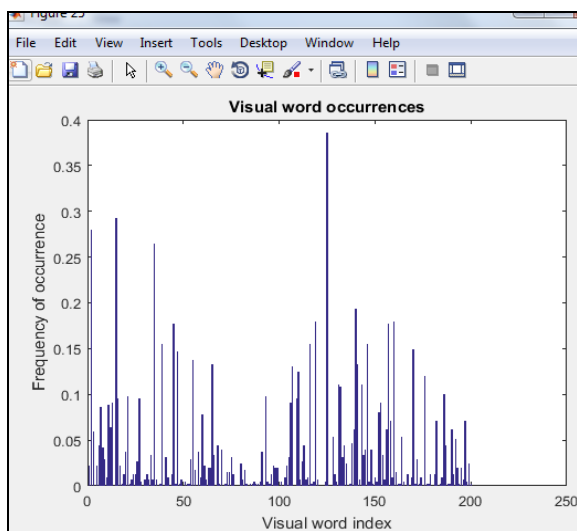 Figure 25
File Edit View Insert Tools Desktop Window Help
Visual word occurrences
0.4
0.35
0.3
0.25
0.2
0.15
0.1
0.05
0
Frequency of occurrence
0 50 100 150 200 250
Visual word index